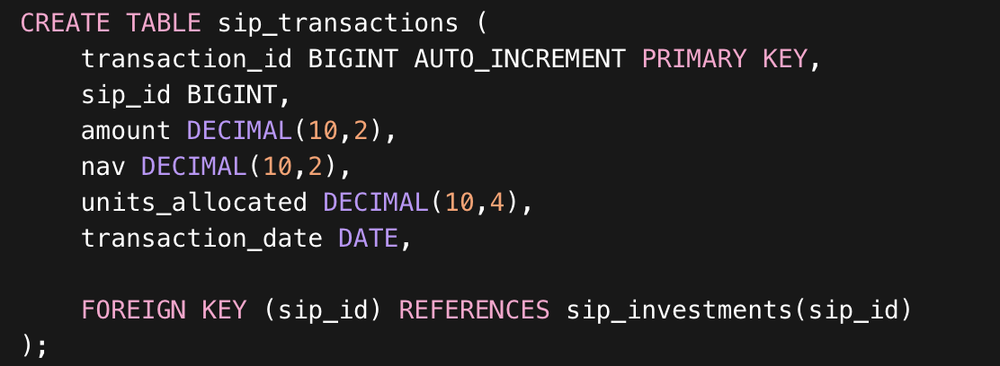 CREATE TABLE sip_transactions (
    transaction_id BIGINT AUTO_INCREMENT PRIMARY KEY,
    sip_id BIGINT,
    amount DECIMAL(10,2),
    nav DECIMAL(10,2),
    units_allocated DECIMAL(10,4),
    transaction_date DATE,

    FOREIGN KEY (sip_id) REFERENCES sip_investments(sip_id)
);